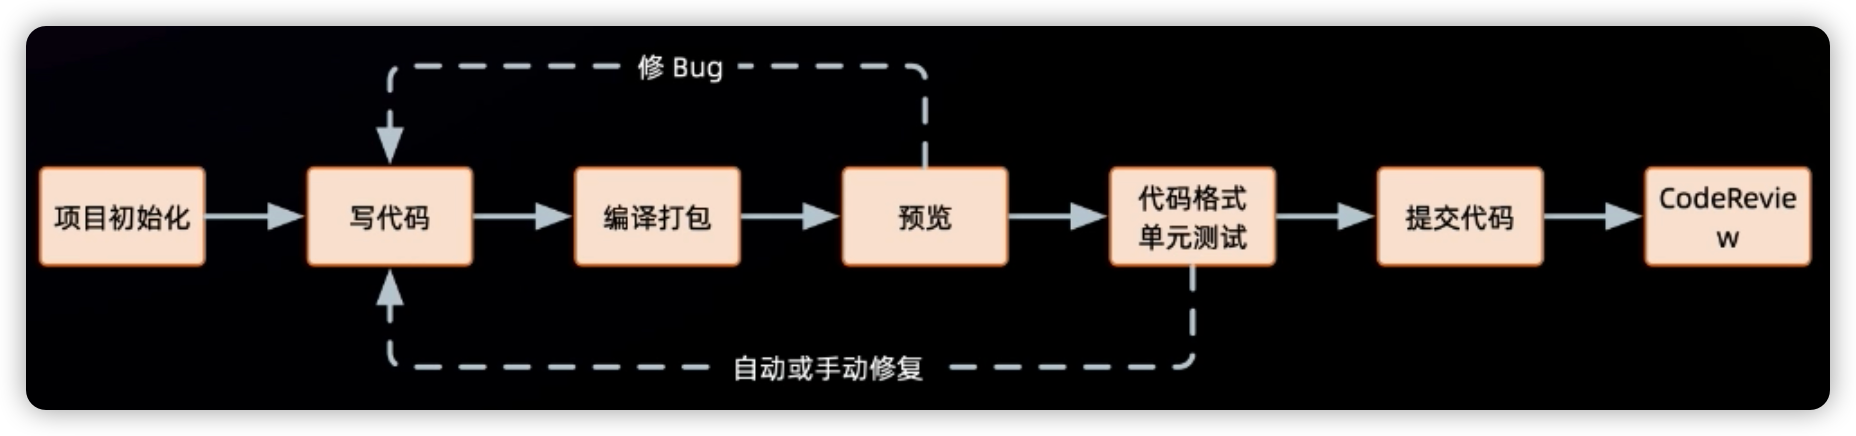 修 Bug
项目初始化
写代码
编译打包
预览
代码格式
单元测试
提交代码
CodeRevie
w
自动或手动修复